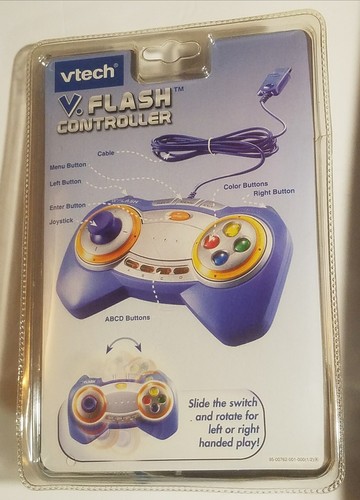 vtech
V.FLASH™
CONTROLLER
Cable
Menu Button
Left Button
Color Buttons
Right Button
Enter Button
Joystick
ABCD Buttons
Slide the switch
and rotate for
left or right
handed play!